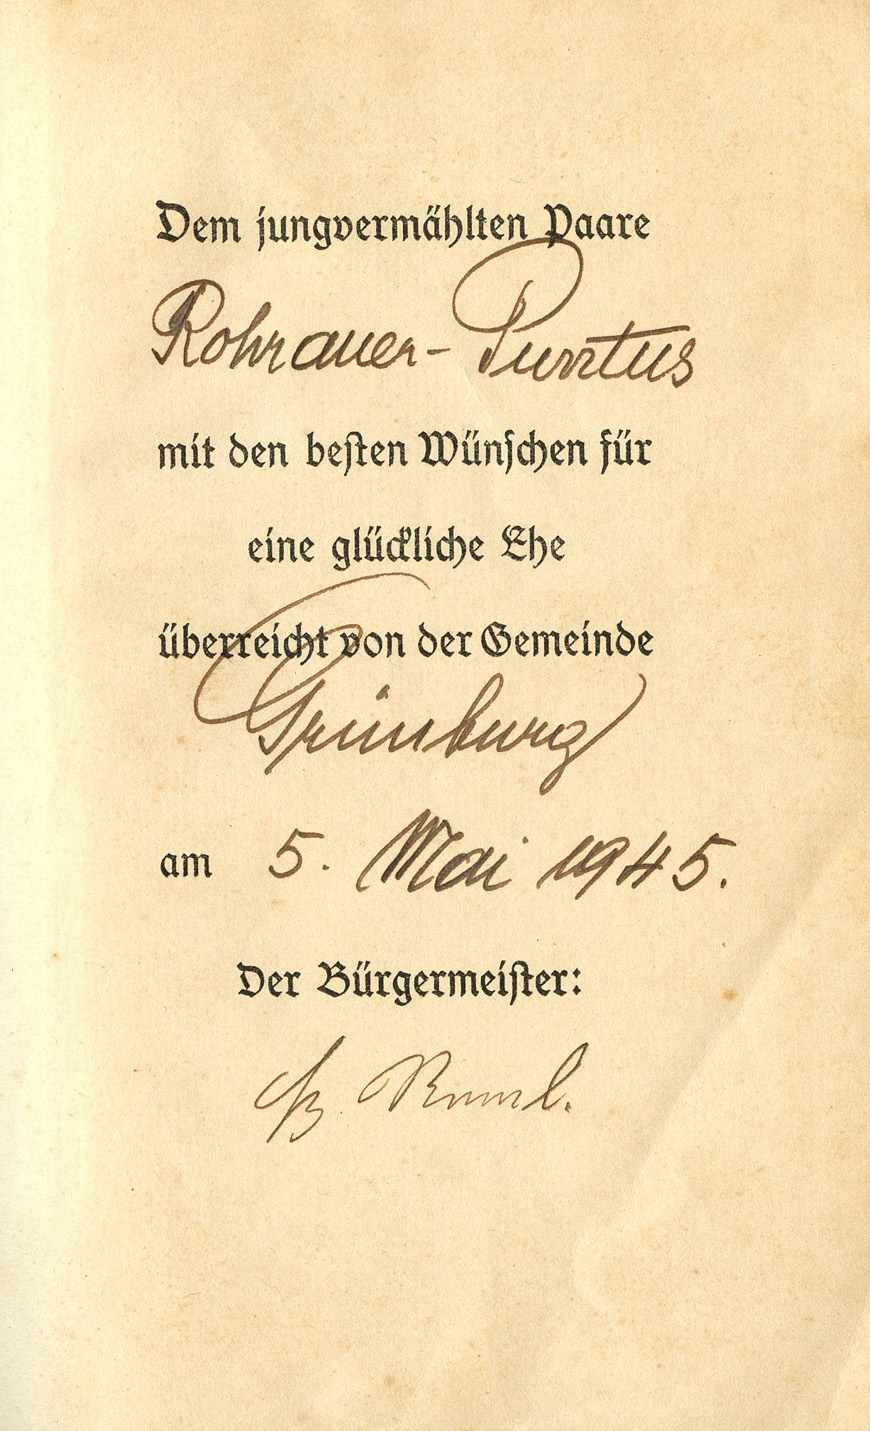 Dem jungvermählten Paare
Rohrauer-
mit den besten Wünschen für
eine glückliche Ehe
überreicht von der Gemeinde
Grünburg
am 5. Mai 1945.
Der Bürgermeister: